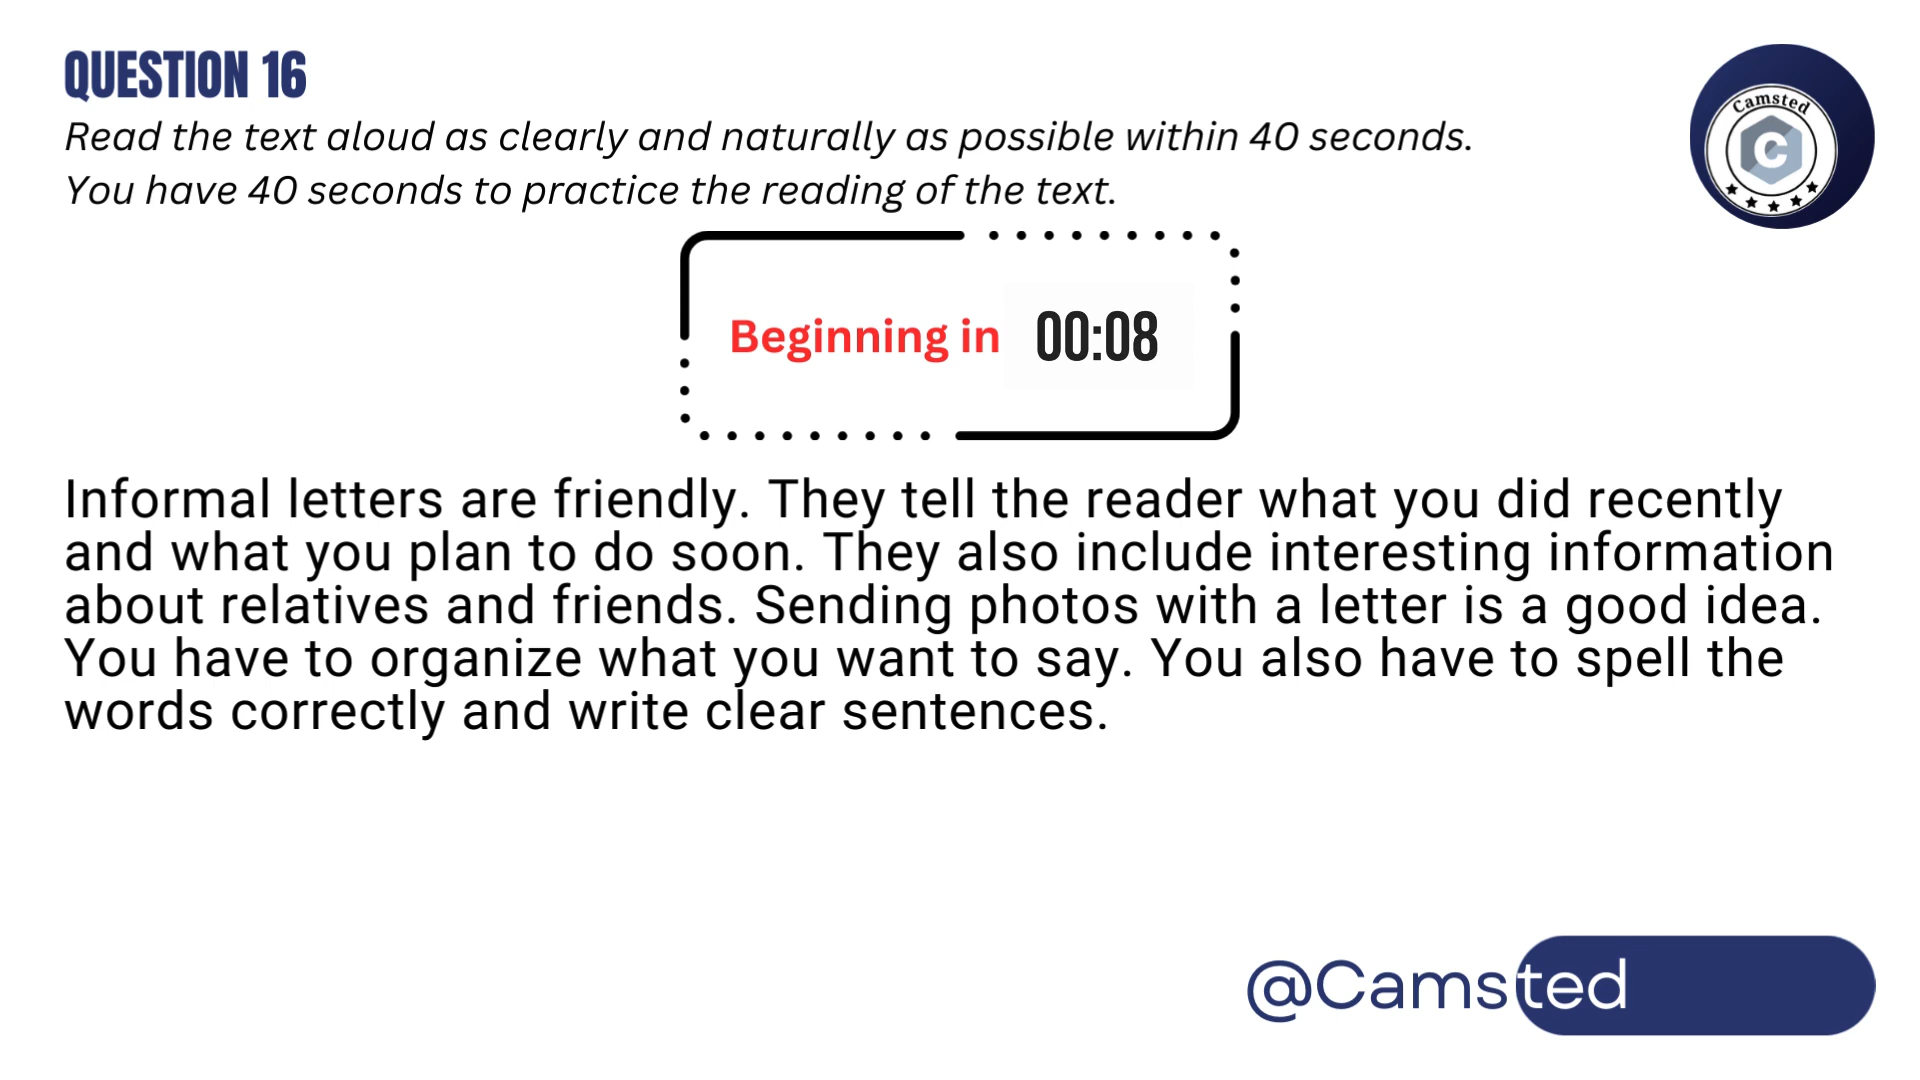 QUESTION 16
Read the text aloud as clearly and naturally as possible within 40 seconds.
You have 40 seconds to practice the reading of the text.
Camsted
C
Beginning in 00:08
Informal letters are friendly. They tell the reader what you did recently
and what you plan to do soon. They also include interesting information
about relatives and friends. Sending photos with a letter is a good idea.
You have to organize what you want to say. You also have to spell the
words correctly and write clear sentences.
@Camsted